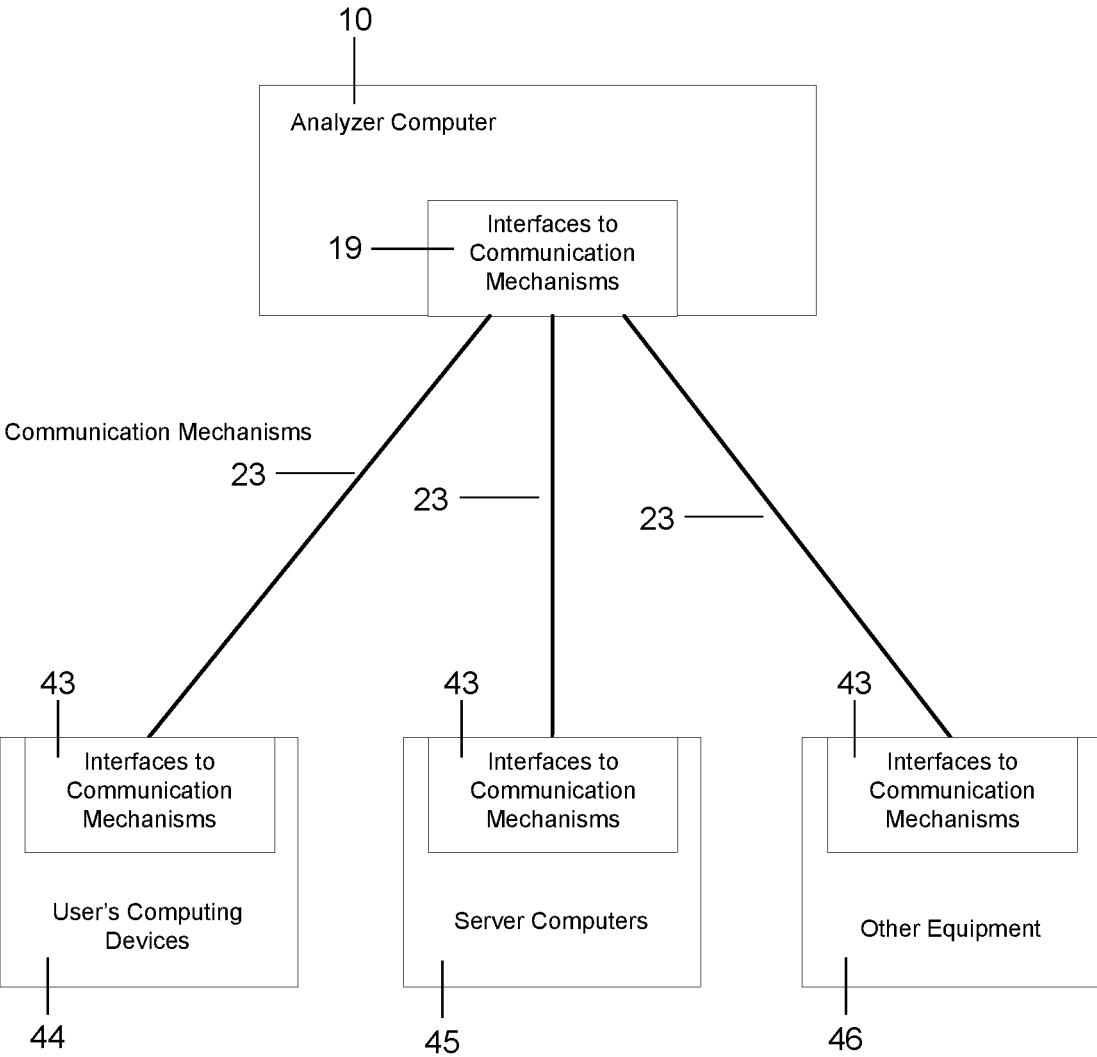 10
Analyzer Computer
Interfaces to
19
Communication
Mechanisms
Communication Mechanisms
23
23
23
43
43
43
Interfaces to
Communication
Mechanisms
Interfaces to
Communication
Mechanisms
Interfaces to
Communication
Mechanisms
User's Computing
Devices
Server Computers
Other Equipment
44
45
46